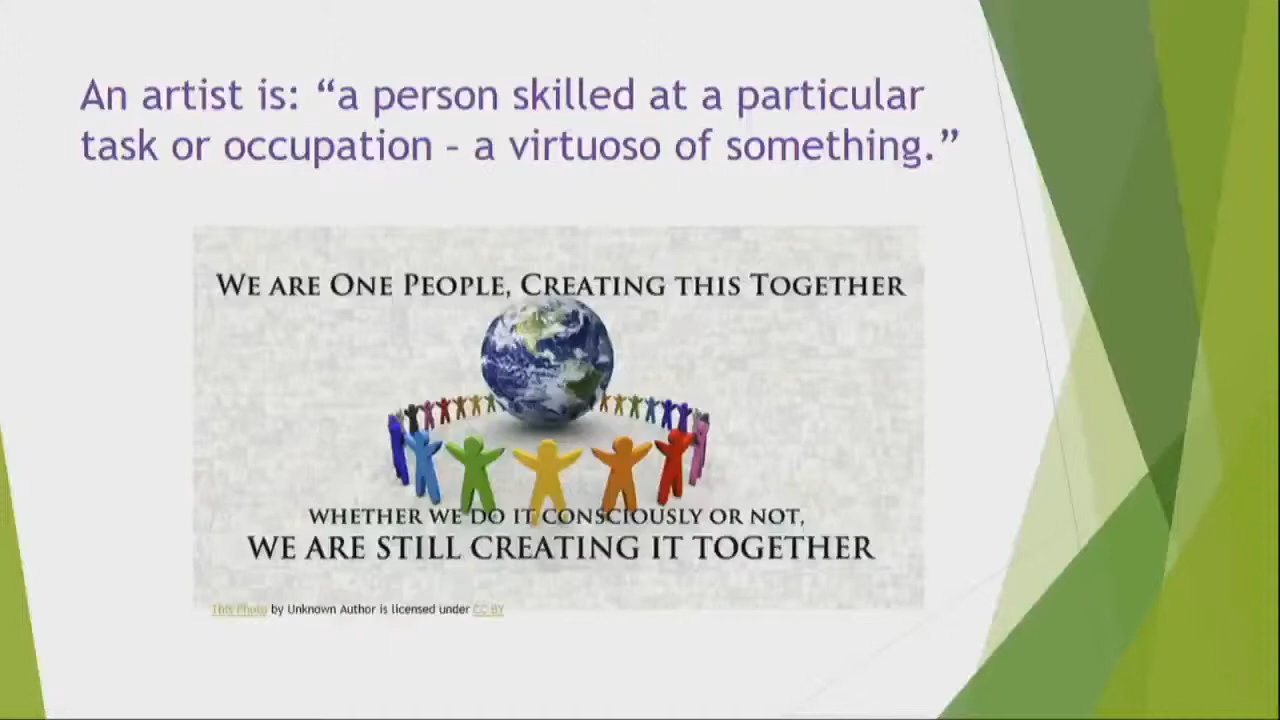 An artist is: “a person skilled at a particular
task or occupation – a virtuoso of something.”
We are One People, Creating this Together
whether we do it consciously or not,
we are still creating it together
This Photo by Unknown Author is licensed under CC BY